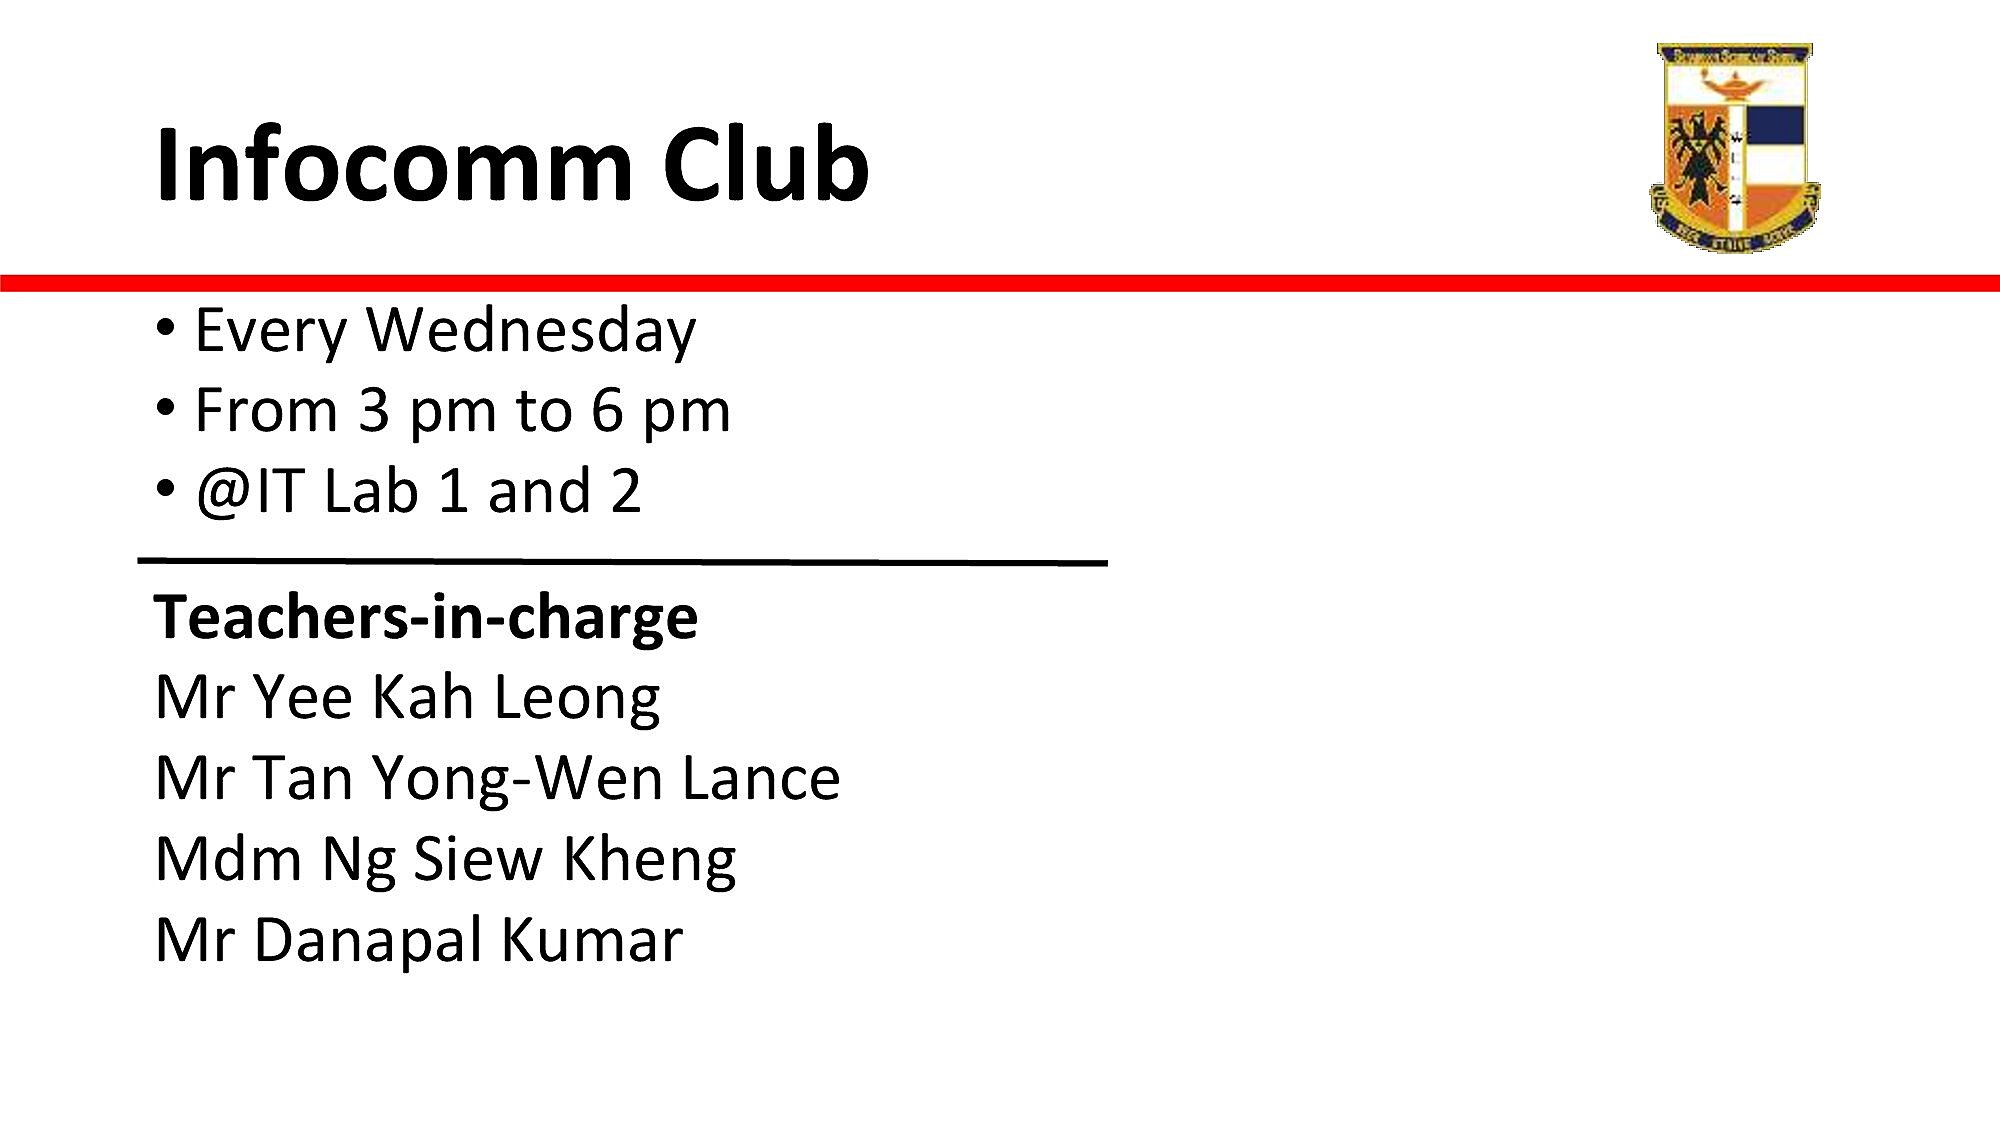 Infocomm Club
• Every Wednesday
• From 3 pm to 6 pm
• @IT Lab 1 and 2
Teachers-in-charge
Mr Yee Kah Leong
Mr Tan Yong-Wen Lance
Mdm Ng Siew Kheng
Mr Danapal Kumar